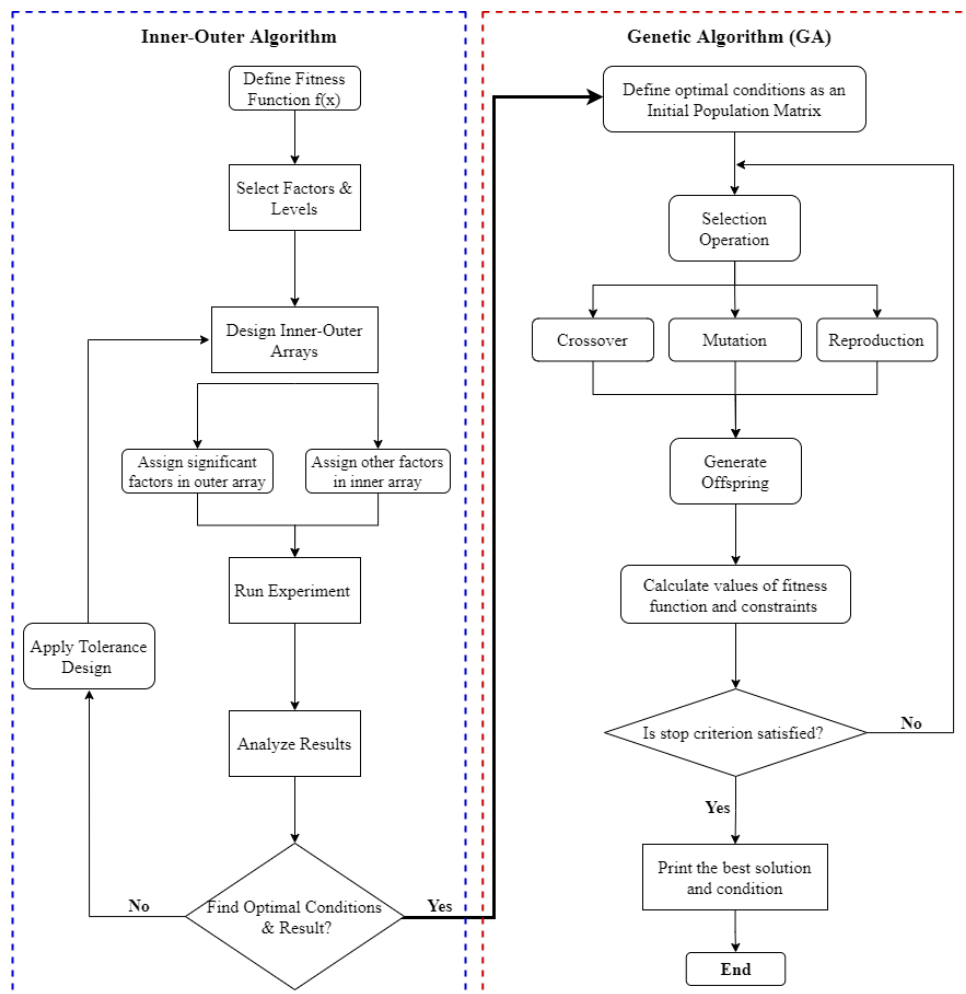 Inner-Outer Algorithm
Define Fitness
Function f(x)
Select Factors &
Levels
Design Inner-Outer
Arrays
Assign significant
factors in outer array
Assign other factors
in inner array
Run Experiment
Apply Tolerance
Design
Analyze Results
Find Optimal Conditions
& Result?
No
Yes
Genetic Algorithm (GA)
Define optimal conditions as an
Initial Population Matrix
Selection
Operation
Crossover
Mutation
Reproduction
Generate
Offspring
Calculate values of fitness
function and constraints
Is stop criterion satisfied?
No
Yes
Print the best solution
and condition
End